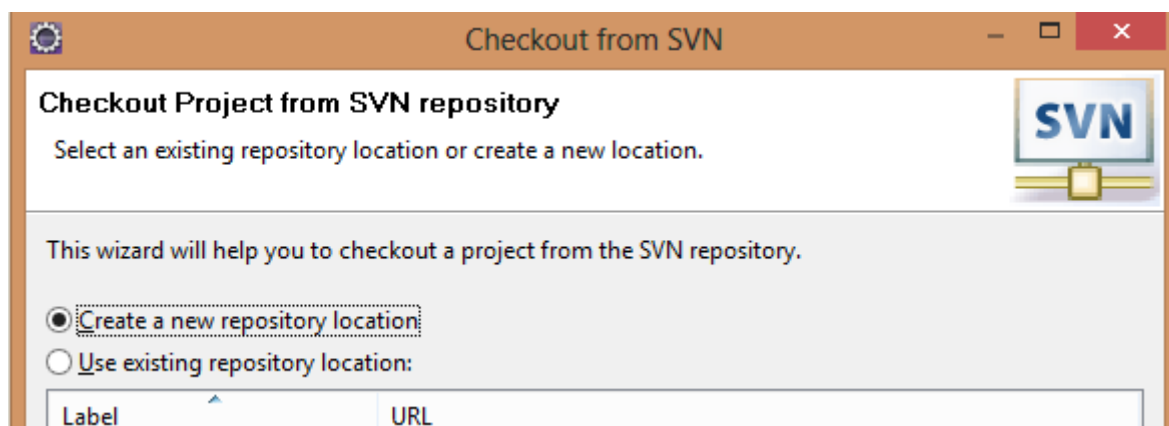 Checkout from SVN
Checkout Project from SVN repository
Select an existing repository location or create a new location.
SVN
This wizard will help you to checkout a project from the SVN repository.
Create a new repository location
Use existing repository location:
Label URL